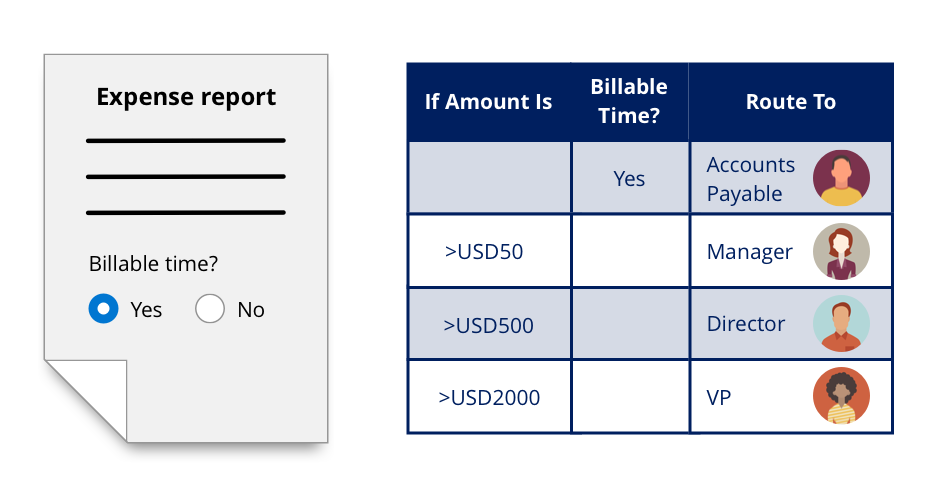 Expense report
Billable time?
Yes No
If Amount Is
Billable
Time?
Route To
Yes
Accounts
Payable
>USD50
Manager
>USD500
Director
>USD2000
VP